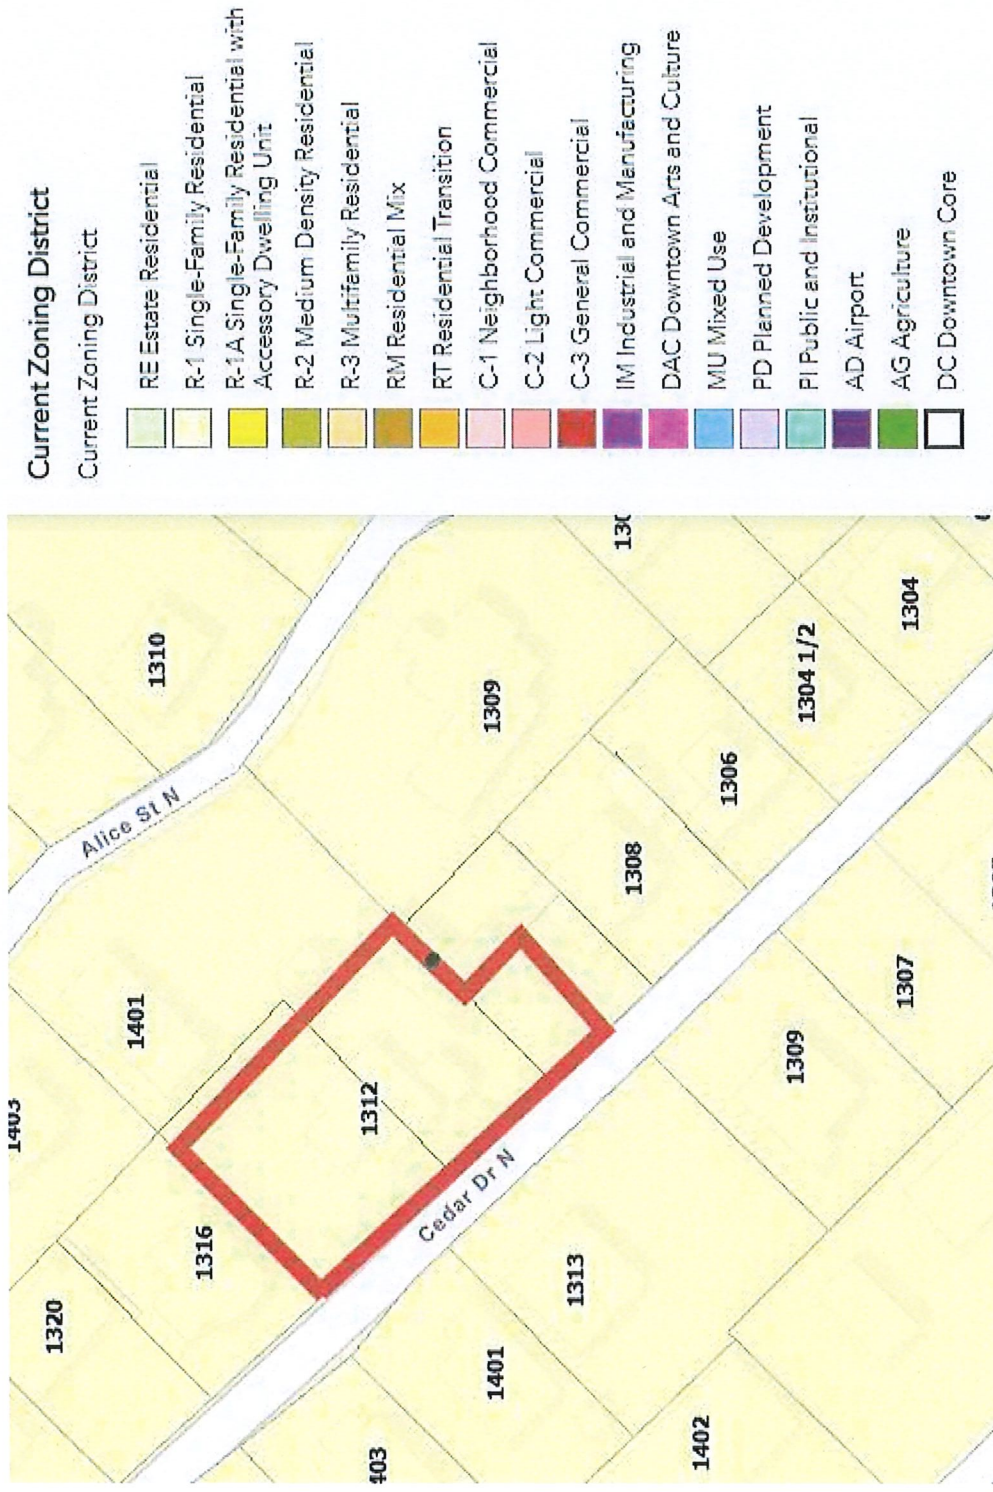 Current Zoning District
Current Zoning District
RE Estate Residential
R-1 Single-Family Residential
R-1A Single-Family Residential with
Accessory Dwelling Unit
R-2 Medium Density Residential
R-3 Multifamily Residential
RM Residential Mix
RT Residential Transition
C-1 Neighborhood Commercial
C-2 Light Commercial
C-3 General Commercial
IM Industrial and Manufacturing
DAC Downtown Arts and Culture
MU Mixed Use
PD Planned Development
PI Public and Institutional
AD Airport
AG Agriculture
DC Downtown Core
1403
1401
1310
Alice St N
1320
1316
1312
1309
403
1401
Cedar Dr N
1313
1308
1306
1304 1/2
1304
1402
1309
1307